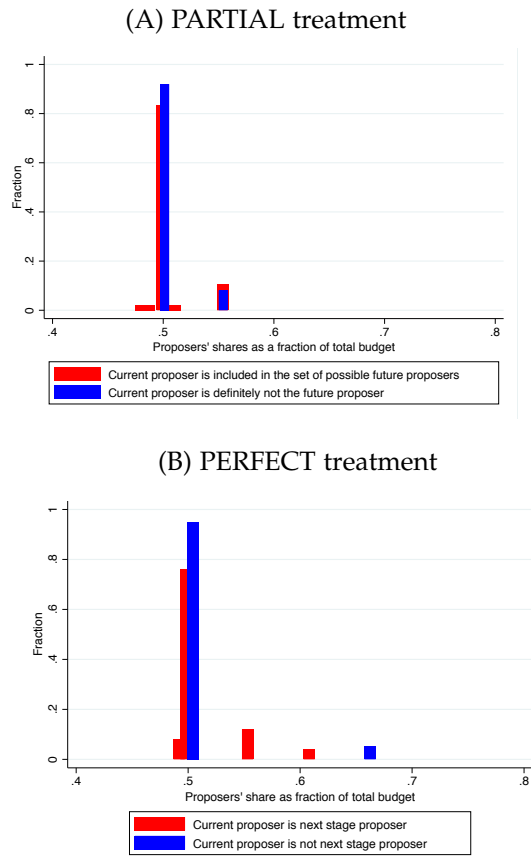 (A) PARTIAL treatment
1
.8
.6
.4
.2
0
Fraction
.4 .5 .6 .7 .8
Proposers' shares as a fraction of total budget
Current proposer is included in the set of possible future proposers
Current proposer is definitely not the future proposer
(B) PERFECT treatment
1
.8
.6
.4
.2
0
Fraction
.4 .5 .6 .7 .8
Proposers' share as fraction of total budget
Current proposer is next stage proposer
Current proposer is not next stage proposer